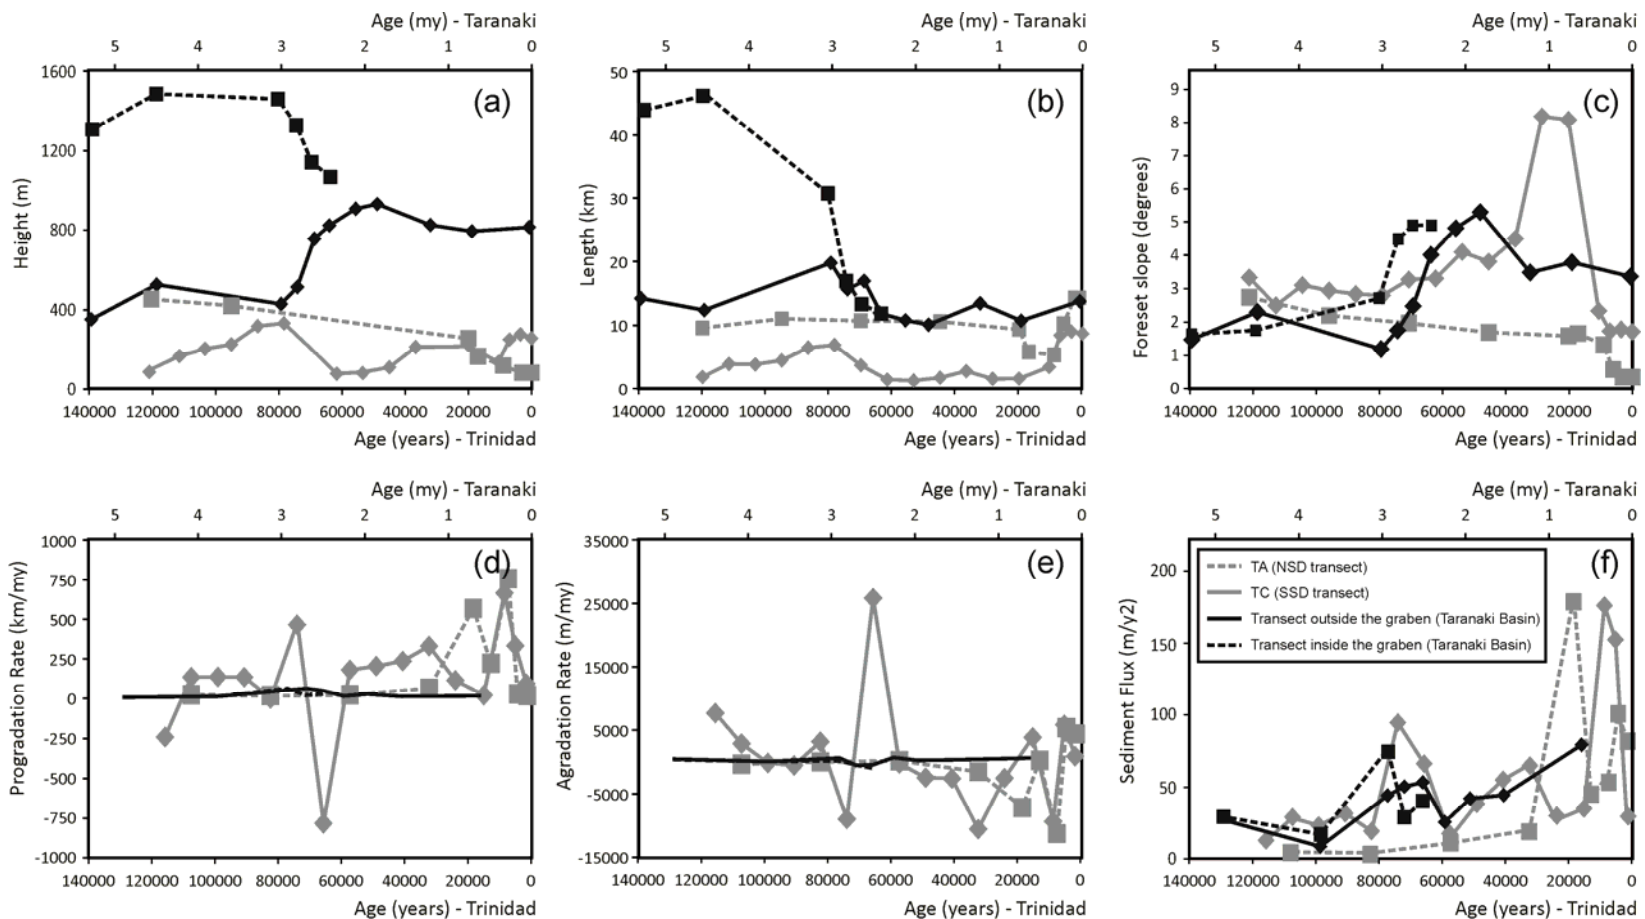 Age (my) - Taranaki
5 4 3 2 1 0
1600
1200
800
400
0
Height (m)
(a)
140000 120000 100000 80000 60000 40000 20000 0
Age (years) - Trinidad
Age (my) - Taranaki
5 4 3 2 1 0
50
40
30
20
10
0
Length (km)
(b)
140000 120000 100000 80000 60000 40000 20000 0
Age (years) - Trinidad
Age (my) - Taranaki
5 4 3 2 1 0
9
8
7
6
5
4
3
2
1
0
Foreset slope (degrees)
(c)
140000 120000 100000 80000 60000 40000 20000 0
Age (years) - Trinidad
Age (my) - Taranaki
5 4 3 2 1 0
1000
750
500
250
0
-250
-500
-750
-1000
Progradation Rate (km/my)
(d)
140000 120000 100000 80000 60000 40000 20000 0
Age (years) - Trinidad
Age (my) - Taranaki
5 4 3 2 1 0
35000
25000
15000
5000
-5000
-15000
Agradation Rate (m/my)
(e)
140000 120000 100000 80000 60000 40000 20000 0
Age (years) - Trinidad
Age (my) - Taranaki
5 4 3 2 1 0
200
150
100
50
0
Sediment Flux (m/y2)
(f)
TA (NSD transect)
TC (SSD transect)
Transect outside the graben (Taranaki Basin)
Transect inside the graben (Taranaki Basin)
140000 120000 100000 80000 60000 40000 20000 0
Age (years) - Trinidad